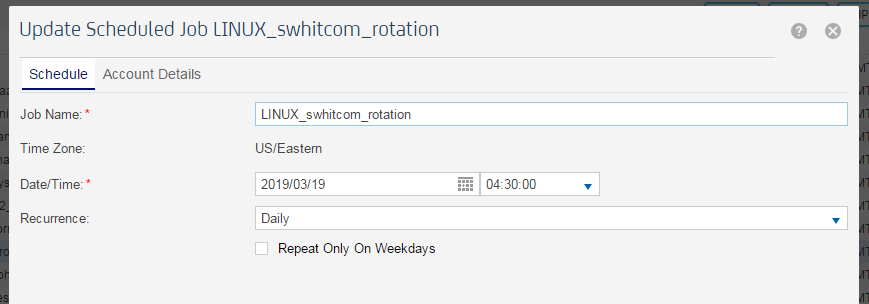 Update Scheduled Job LINUX_swhitcom_rotation
Schedule Account Details
Job Name:* LINUX_swhitcom_rotation
Time Zone: US/Eastern
Date/Time:* 2019/03/19 04:30:00
Recurrence: Daily
Repeat Only On Weekdays